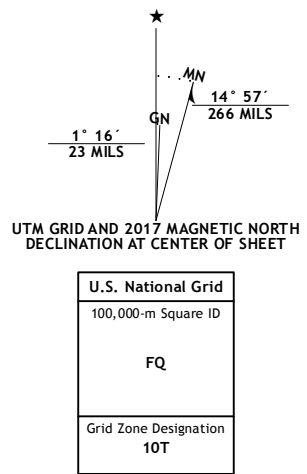 ★
MN
GN
14° 57´
266 MILS
1° 16´
23 MILS
UTM GRID AND 2017 MAGNETIC NORTH
DECLINATION AT CENTER OF SHEET
U.S. National Grid
100,000-m Square ID
FQ
Grid Zone Designation
10T